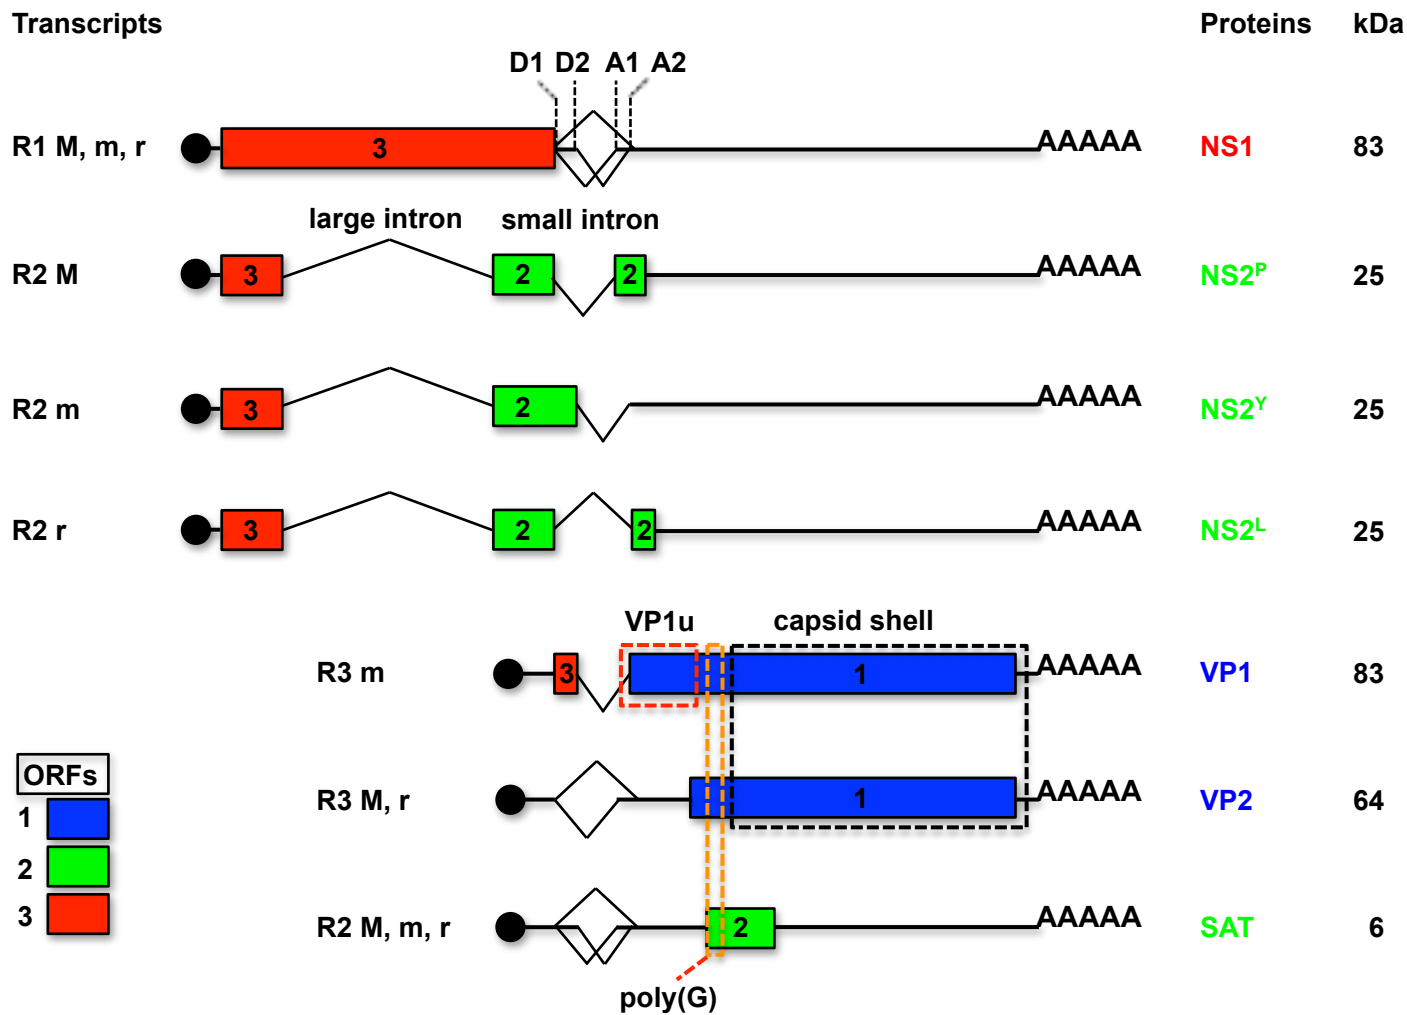 Transcripts Proteins kDa
D1 D2 A1 A2
R1 M, m, r 3 AAAAA NS1 83
large intron small intron
R2 M 3 2 2 AAAAA NS2P 25
R2 m 3 2 AAAAA NS2Y 25
R2 r 3 2 2 AAAAA NS2L 25
VP1u capsid shell
R3 m 3 1 AAAAA VP1 83
ORFs
1
2
3
R3 M, r 1 AAAAA VP2 64
R2 M, m, r 2 AAAAA SAT 6
poly(G)